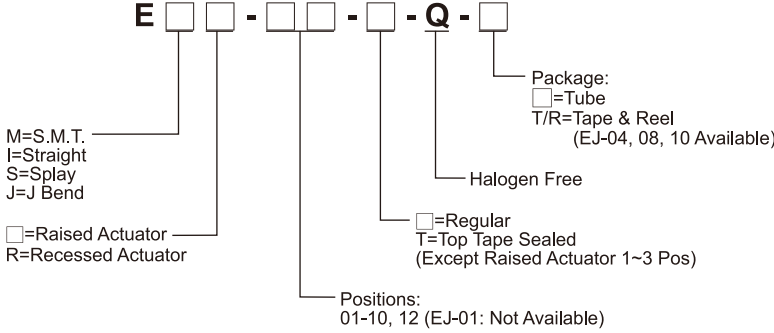 E□□-□□-□-Q-□
Package:
□=Tube
T/R=Tape & Reel
(EJ-04, 08, 10 Available)
M=S.M.T.
I=Straight
S=Splay
J=J Bend
Halogen Free
□=Raised Actuator
R=Recessed Actuator
□=Regular
T=Top Tape Sealed
(Except Raised Actuator 1~3 Pos)
Positions:
01-10, 12 (EJ-01: Not Available)